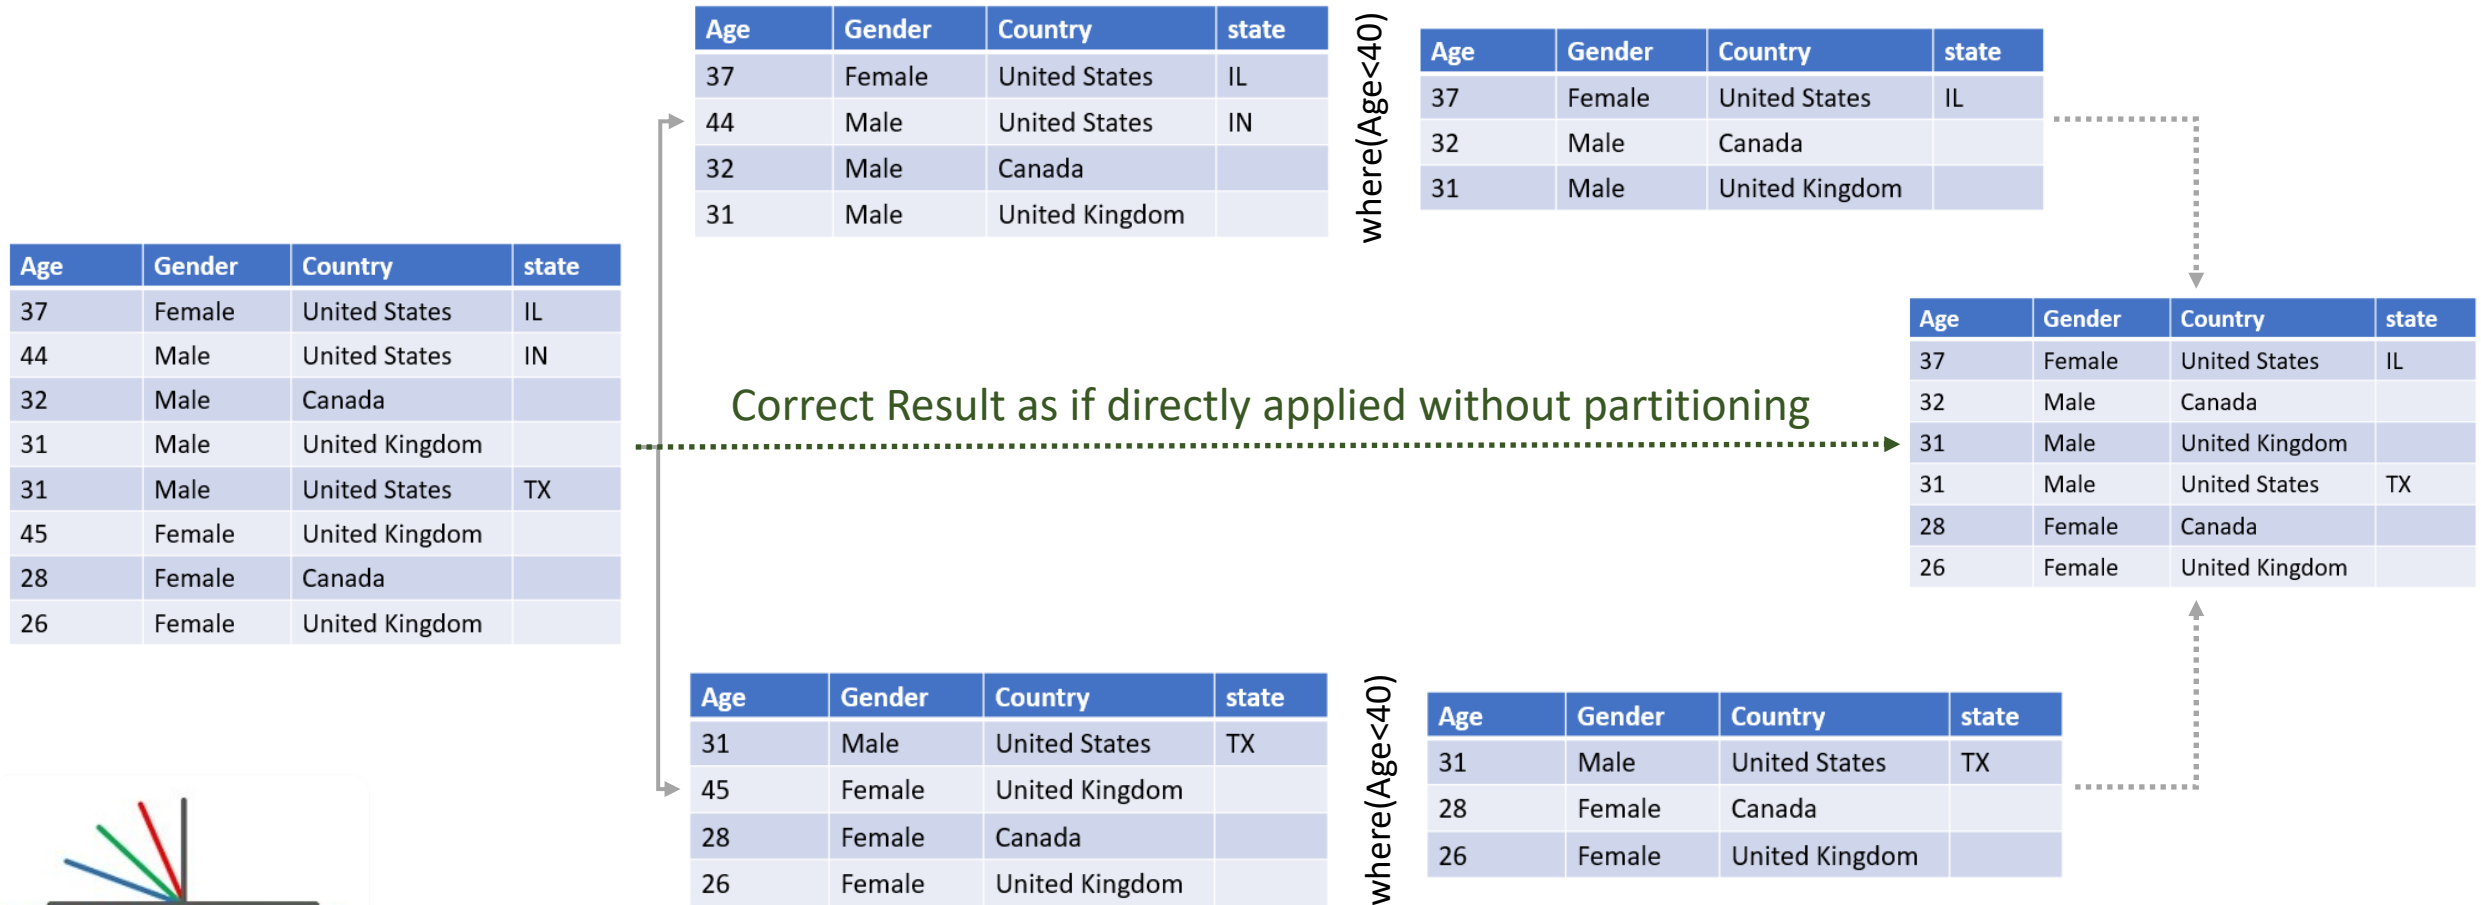 Age Gender Country state
37 Female United States IL
44 Male United States IN
32 Male Canada
31 Male United Kingdom
31 Male United States TX
45 Female United Kingdom
28 Female Canada
26 Female United Kingdom
Age Gender Country state
37 Female United States IL
44 Male United States IN
32 Male Canada
31 Male United Kingdom
where(Age<40)
Age Gender Country state
37 Female United States IL
32 Male Canada
31 Male United Kingdom
Correct Result as if directly applied without partitioning
Age Gender Country state
31 Male United States TX
45 Female United Kingdom
28 Female Canada
26 Female United Kingdom
where(Age<40)
Age Gender Country state
31 Male United States TX
28 Female Canada
26 Female United Kingdom
Age Gender Country state
37 Female United States IL
32 Male Canada
31 Male United Kingdom
31 Male United States TX
28 Female Canada
26 Female United Kingdom